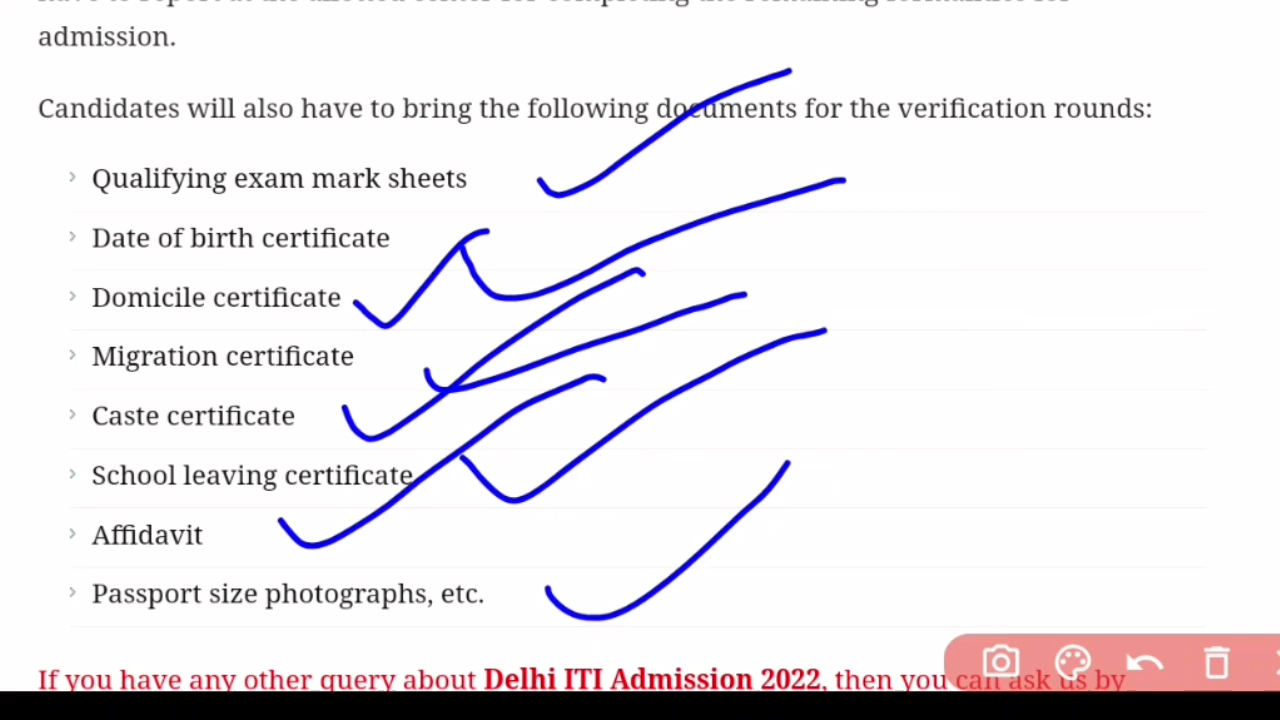 admission.
Candidates will also have to bring the following documents for the verification rounds:
Qualifying exam mark sheets
Date of birth certificate
Domicile certificate
Migration certificate
Caste certificate
School leaving certificate
Affidavit
Passport size photographs, etc.
If you have any other query about Delhi ITI Admission 2022, then you can ask us by